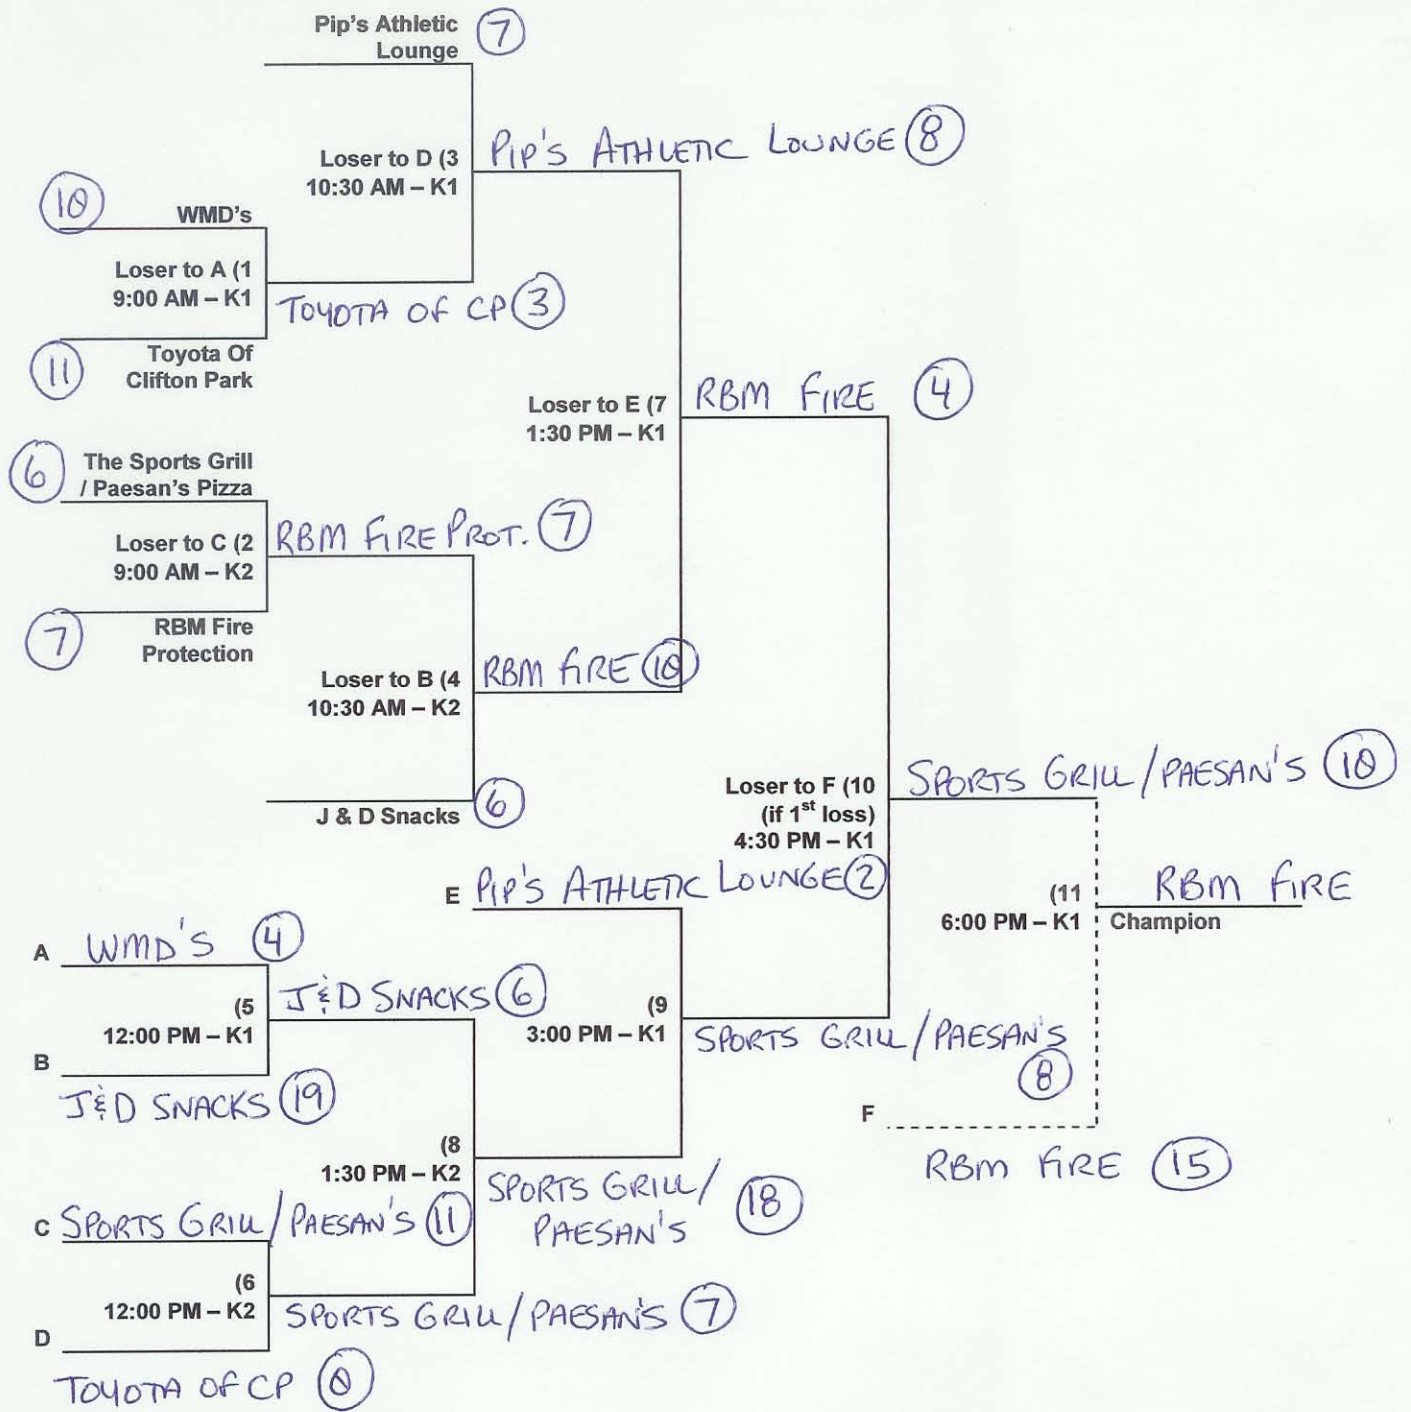 Pip's Athletic
Lounge
7
Loser to D (3
10:30 AM – K1
PIP'S ATHLETIC LOUNGE 8
10
WMD's
Loser to A (1
9:00 AM – K1
TOYOTA OF CP 3
11
Toyota Of
Clifton Park
Loser to E (7
1:30 PM – K1
RBM FIRE 4
6
The Sports Grill
/ Paesan's Pizza
Loser to C (2
9:00 AM – K2
RBM FIRE PROT. 7
7
RBM Fire
Protection
Loser to B (4
10:30 AM – K2
RBM FIRE 10
J & D Snacks
6
Loser to F (10
(if 1st loss)
4:30 PM – K1
SPORTS GRILL/PAESAN'S 10
E PIP'S ATHLETIC LOUNGE 2
(11
6:00 PM – K1
RBM FIRE
Champion
A WMD'S 4
(5
12:00 PM – K1
J&D SNACKS 6
(9
3:00 PM – K1
SPORTS GRILL/PAESAN'S
8
B
J&D SNACKS 19
F
RBM FIRE 15
(8
1:30 PM – K2
SPORTS GRILL/
PAESAN'S
18
C SPORTS GRILL/PAESAN'S 11
(6
12:00 PM – K2
SPORTS GRILL/PAESAN'S 7
D
TOYOTA OF CP 0